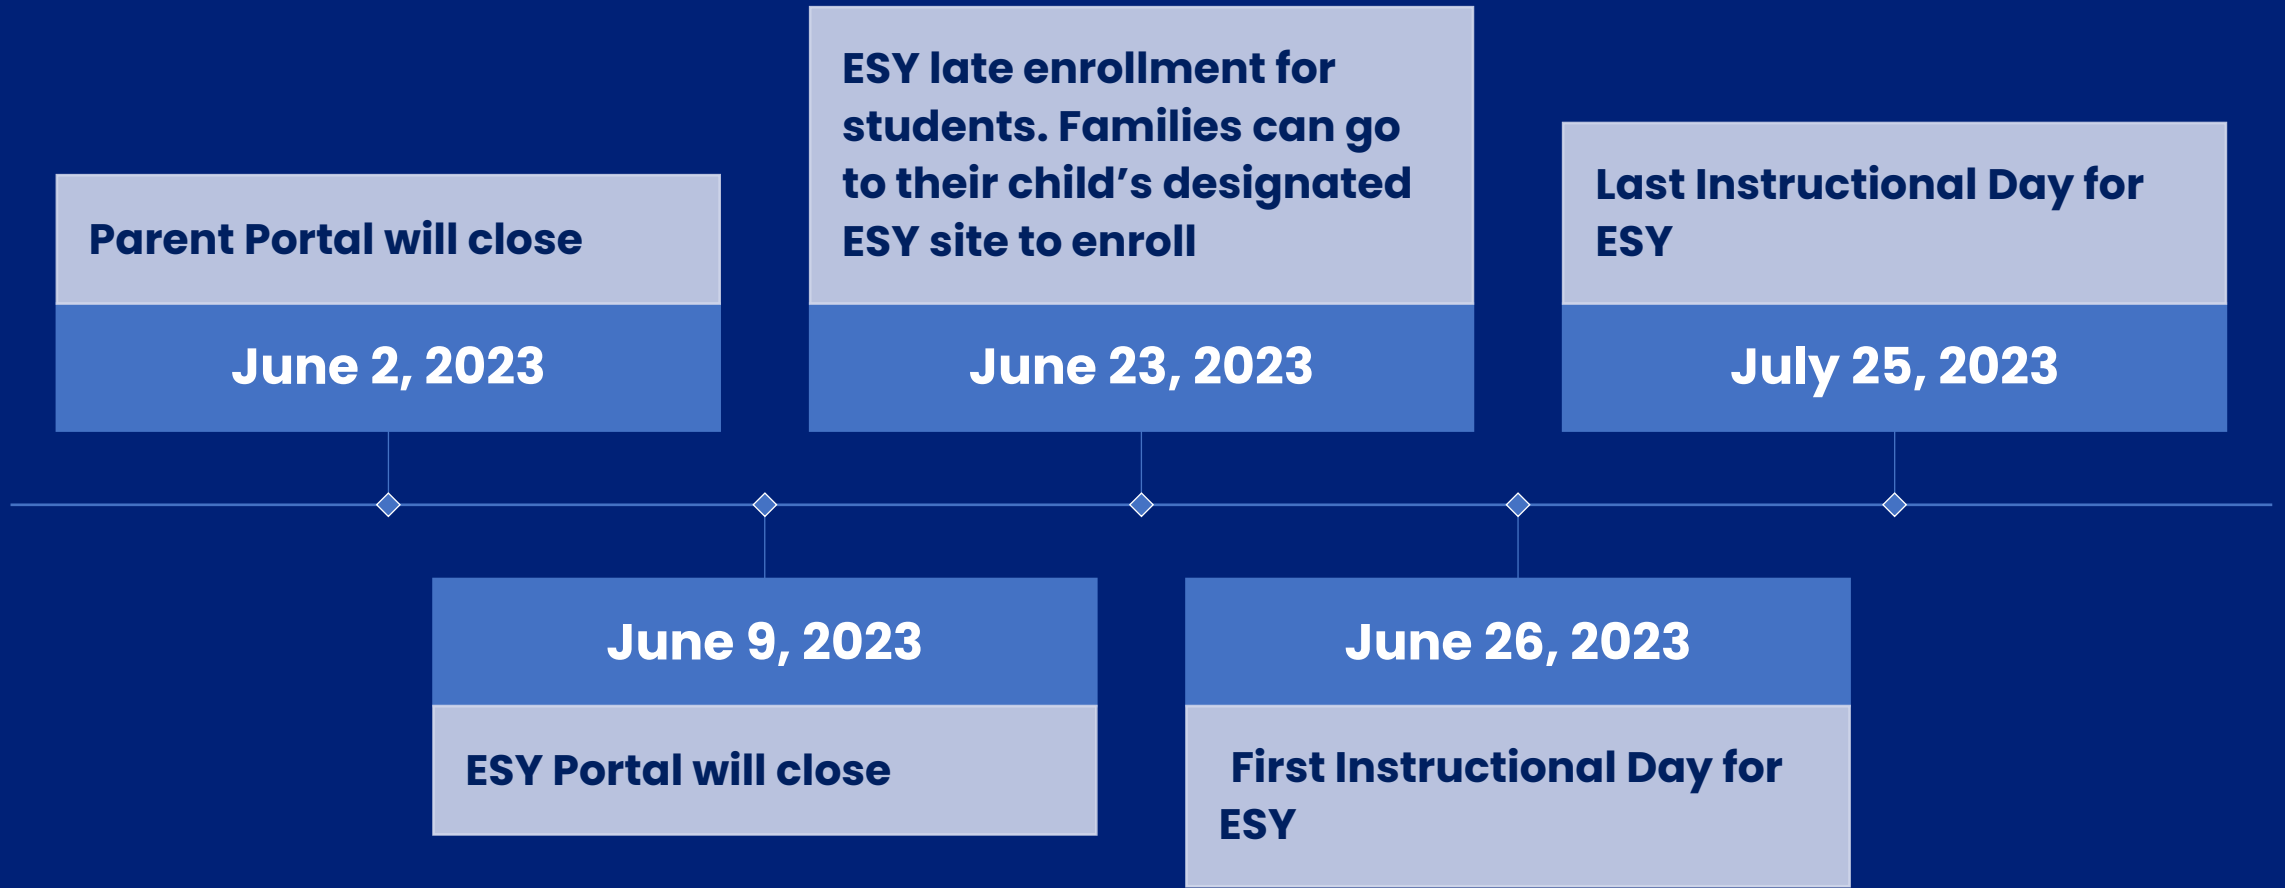 Parent Portal will close
June 2, 2023
June 9, 2023
ESY Portal will close
ESY late enrollment for
students. Families can go
to their child’s designated
ESY site to enroll
June 23, 2023
June 26, 2023
First Instructional Day for
ESY
Last Instructional Day for
ESY
July 25, 2023